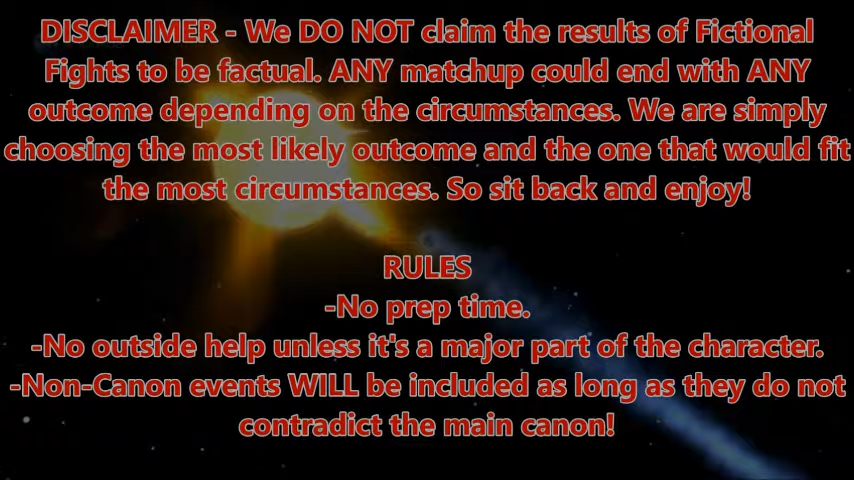 DISCLAIMER - We DO NOT claim the results of Fictional
Fights to be factual. ANY matchup could end with ANY
outcome depending on the circumstances. We are simply
choosing the most likely outcome and the one that would fit
the most circumstances. So sit back and enjoy!
RULES
-No prep time.
-No outside help unless it's a major part of the character.
-Non-Canon events WILL be included as long as they do not
contradict the main canon!